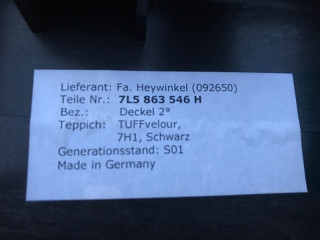 Lieferant: Fa. Heywinkel (092650)
Teile Nr.: 7L5 863 546 H
Bez.: Deckel 2°
Teppich: TUFFvelour,
7H1, Schwarz
Generationsstand: S01
Made in Germany